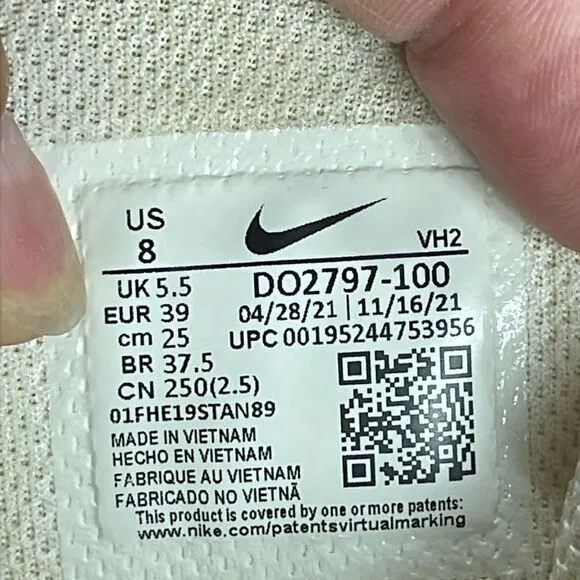 US
8
VH2
UK 5.5
DO2797-100
EUR 39
04/28/21 | 11/16/21
cm 25
UPC 00195244753956
BR 37.5
CN 250(2.5)
01FHE19STAN89
MADE IN VIETNAM
HECHO EN VIETNAM
FABRIQUE AU VIETNAM
FABRICADO NO VIETNÃ
This product is covered by one or more patents:
www.nike.com/patentsvirtualmarking